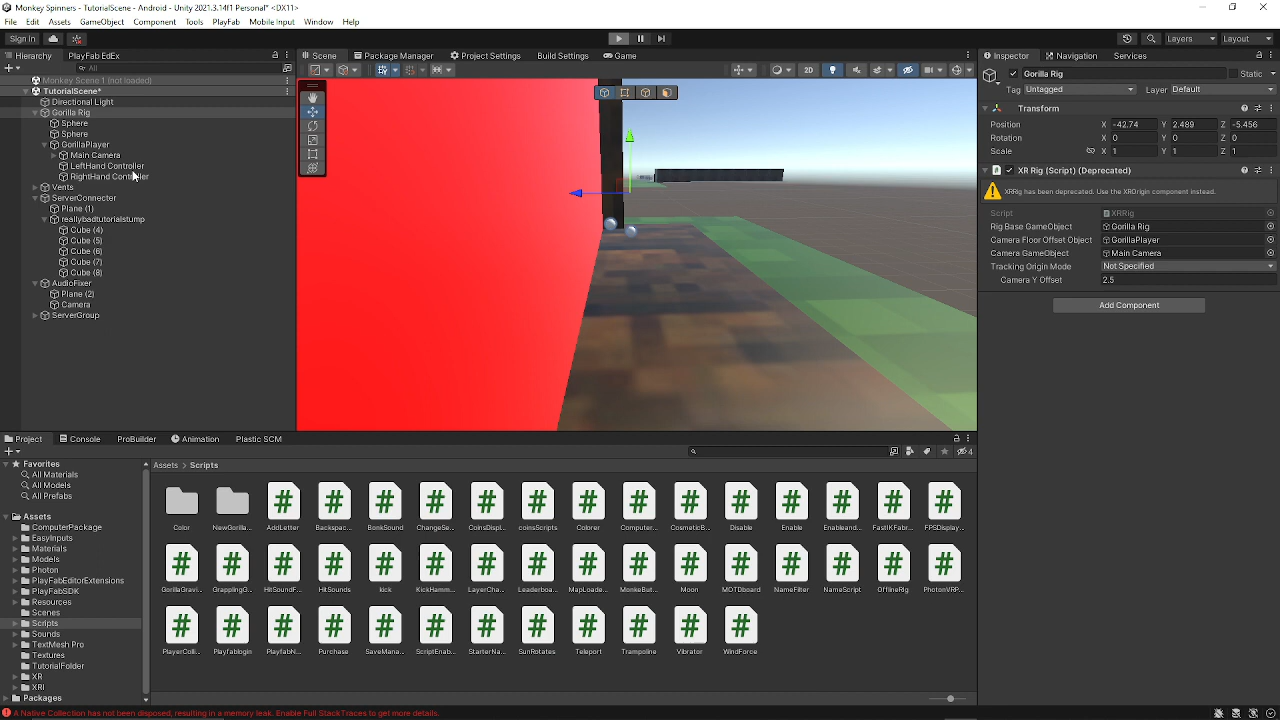 Monkey Spinners - TutorialScene - Android - Unity 2021.3.14f1 Personal* <DX11>
File Edit Assets GameObject Component Tools Playfab Mobile Input Window Help
Sign In Layers Layout
Hierarchy PlayFab EdEx
All
Monkey Scene 1 (not loaded)
TutorialScene*
Directional Light
Gorilla Rig
Sphere
Sphere
GorillaPlayer
Main Camera
LeftHand Controller
RightHand Controller
Vents
ServerConnecter
Plane (1)
reallybadtutorialstump
Cube (4)
Cube (5)
Cube (6)
Cube (7)
Cube (8)
AudioFixer
Plane (2)
Camera
ServerGroup
Scene Package Manager Project Settings Build Settings Game
2D
Inspector Navigation Services
Gorilla Rig Static
Tag Untagged Layer Default
Transform
Position X -42.74 Y 2.489 Z -5.456
Rotation X 0 Y 0 Z 0
Scale X 1 Y 1 Z 1
XR Rig (Script) (Deprecated)
XRRig has been deprecated. Use the XROrigin component instead.
Script XRRig
Rig Base GameObject Gorilla Rig
Camera Floor Offset Object GorillaPlayer
Camera GameObject Main Camera
Tracking Origin Mode Not Specified
Camera Y Offset 2.5
Add Component
Project Console ProBuilder Animation Plastic SCM
4
Favorites
All Materials
All Models
All Prefabs
Assets
ComputerPackage
EasyInputs
Materials
Models
Photon
PlayFabEditorExtensions
PlayFabSDK
Resources
Scenes
Scripts
Sounds
TextMesh Pro
Textures
TutorialFolder
XR
XRI
Packages
Assets > Scripts
Color NewGorilla... AddLetter Backspac... BonkSound ChangeSe... CoinsDispl... coinsScripts Colorer Computer... CosmeticB... Disable Enable Enableand... FastIKFabr... FPSDisplay...
GorillaGravi... GrapplingG... HitSoundF... HitSounds kick KickHamm... LayerCha... Leaderboa... MapLoade... MonkeBut... Moon MOTDboard NameFilter NameScript OfflineRig PhotonVRP...
PlayerColli... Playfablogin PlayfabN... Purchase SaveMana... ScriptEnab... StarterNa... SunRotates Teleport Trampoline Vibrator WindForce
A Native Collection has not been disposed, resulting in a memory leak. Enable Full StackTraces to get more details.